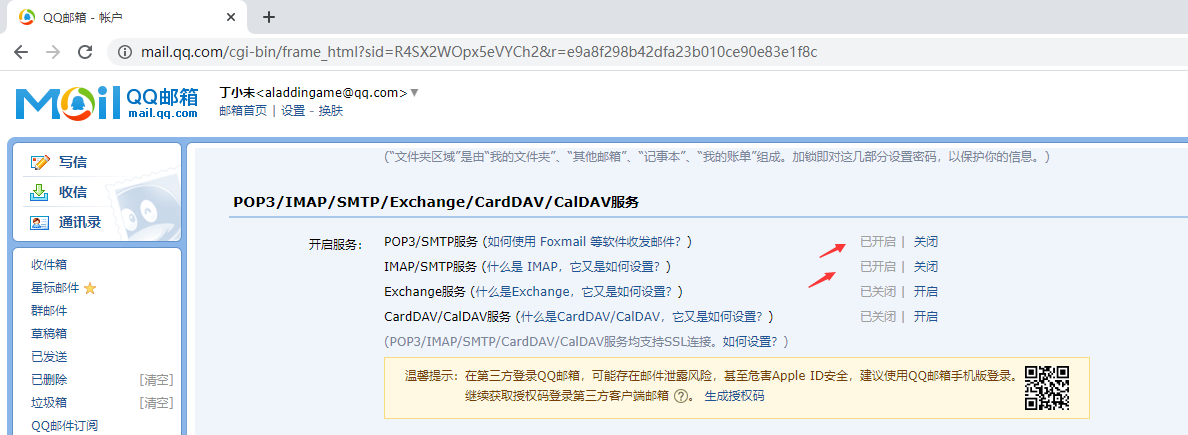 QQ邮箱 - 帐户
mail.qq.com/cgi-bin/frame_html?sid=R4SX2WOpx5eVYCh2&r=e9a8f298b42dfa23b010ce90e83e1f8c
Mail QQ邮箱 mail.qq.com
丁小未<aladdingame@qq.com>
邮箱首页 | 设置 - 换肤
写信
收信
通讯录
收件箱
星标邮件
群邮件
草稿箱
已发送
已删除 [清空]
垃圾箱 [清空]
QQ邮件订阅
(“文件夹区域”是由“我的文件夹”、“其他邮箱”、“记事本”、“我的账单”组成。加锁即对这几部分设置密码，以保护你的信息。)
POP3/IMAP/SMTP/Exchange/CardDAV/CalDAV服务
开启服务： POP3/SMTP服务 (如何使用 Foxmail 等软件收发邮件？) 已开启 | 关闭
IMAP/SMTP服务 (什么是 IMAP，它又是如何设置？) 已开启 | 关闭
Exchange服务 (什么是Exchange，它又是如何设置？) 已关闭 | 开启
CardDAV/CalDAV服务 (什么是CardDAV/CalDAV，它又是如何设置？) 已关闭 | 开启
(POP3/IMAP/SMTP/CardDAV/CalDAV服务均支持SSL连接。如何设置？)
温馨提示：在第三方登录QQ邮箱，可能存在邮件泄露风险，甚至危害Apple ID安全，建议使用QQ邮箱手机版登录。
继续获取授权码登录第三方客户端邮箱 ?。 生成授权码